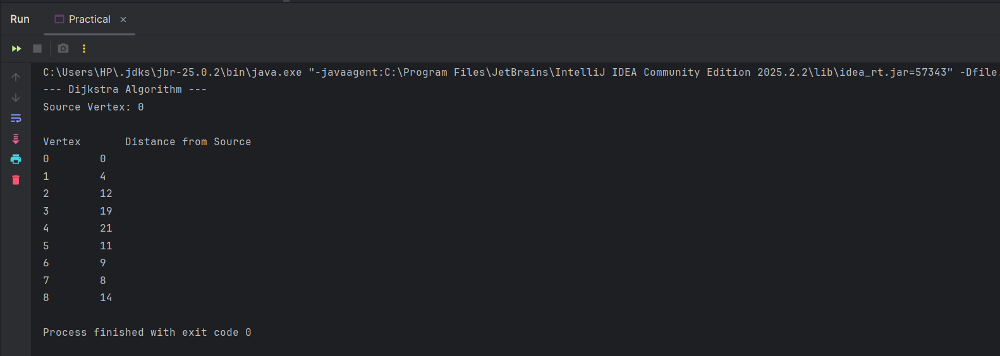 Run Practical ×
C:\Users\HP\.jdks\jbr-25.0.2\bin\java.exe "-javaagent:C:\Program Files\JetBrains\IntelliJ IDEA Community Edition 2025.2.2\lib\idea_rt.jar=57343" -Dfile.
--- Dijkstra Algorithm ---
Source Vertex: 0
Vertex Distance from Source
0 0
1 4
2 12
3 19
4 21
5 11
6 9
7 8
8 14
Process finished with exit code 0